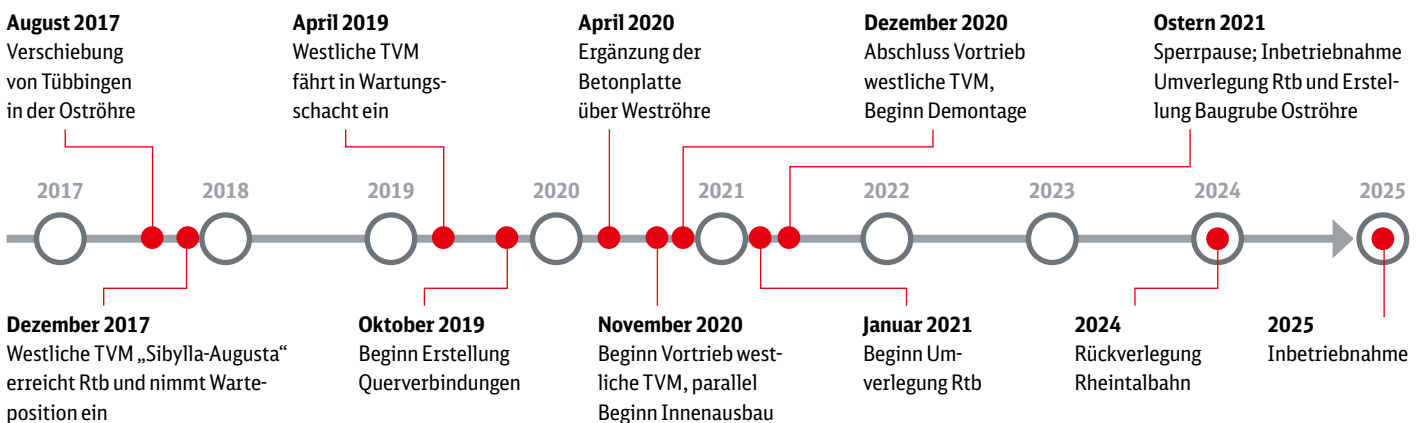 August 2017
Verschiebung
von Tübbingen
in der Oströhre
April 2019
Westliche TVM
fährt in Wartungs-
schacht ein
April 2020
Ergänzung der
Betonplatte
über Weströhre
Dezember 2020
Abschluss Vortrieb
westliche TVM,
Beginn Demontage
Ostern 2021
Sperrpause; Inbetriebnahme
Umverlegung Rtb und Erstel-
lung Baugrube Oströhre
2017
2018
2019
2020
2021
2022
2023
2024
2025
Dezember 2017
Westliche TVM „Sibylla-Augusta“
erreicht Rtb und nimmt Warte-
position ein
Oktober 2019
Beginn Erstellung
Querverbindungen
November 2020
Beginn Vortrieb west-
liche TVM, parallel
Beginn Innenausbau
Januar 2021
Beginn Um-
verlegung Rtb
2024
Rückverlegung
Rheintalbahn
2025
Inbetriebnahme